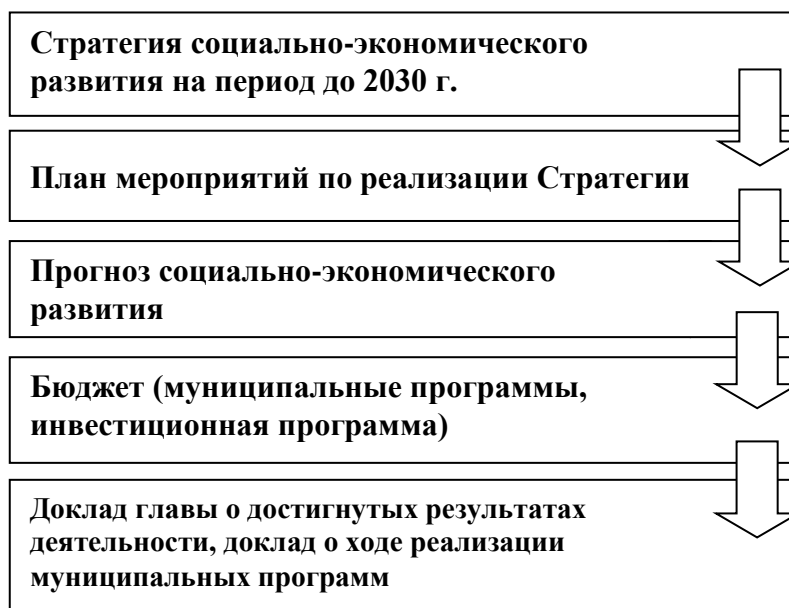 Стратегия социально-экономического
развития на период до 2030 г.
План мероприятий по реализации Стратегии
Прогноз социально-экономического
развития
Бюджет (муниципальные программы,
инвестиционная программа)
Доклад главы о достигнутых результатах
деятельности, доклад о ходе реализации
муниципальных программ